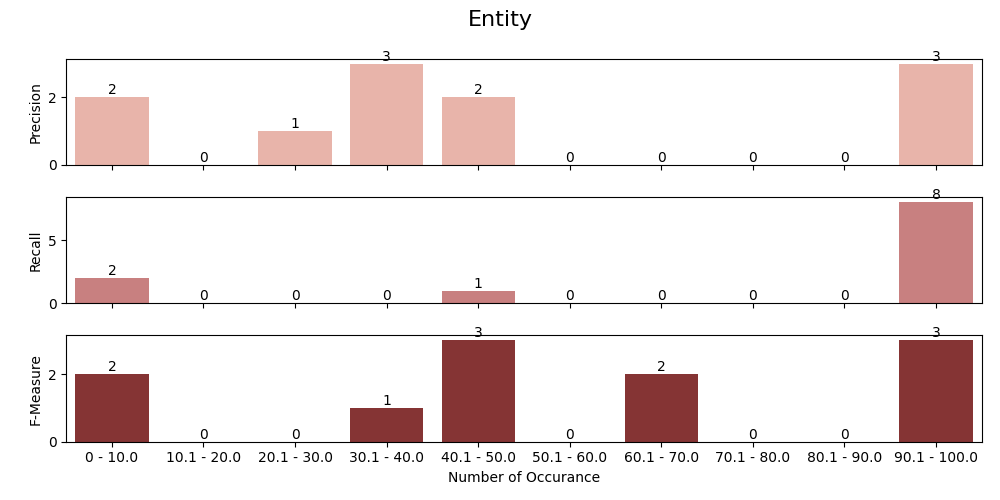 Entity
Precision
2
0
2 0 1 3 2 0 0 0 0 3
Recall
5
0
2 0 0 0 1 0 0 0 0 8
F-Measure
2
0
2 0 0 1 3 0 2 0 0 3
0 - 10.0 10.1 - 20.0 20.1 - 30.0 30.1 - 40.0 40.1 - 50.0 50.1 - 60.0 60.1 - 70.0 70.1 - 80.0 80.1 - 90.0 90.1 - 100.0
Number of Occurance